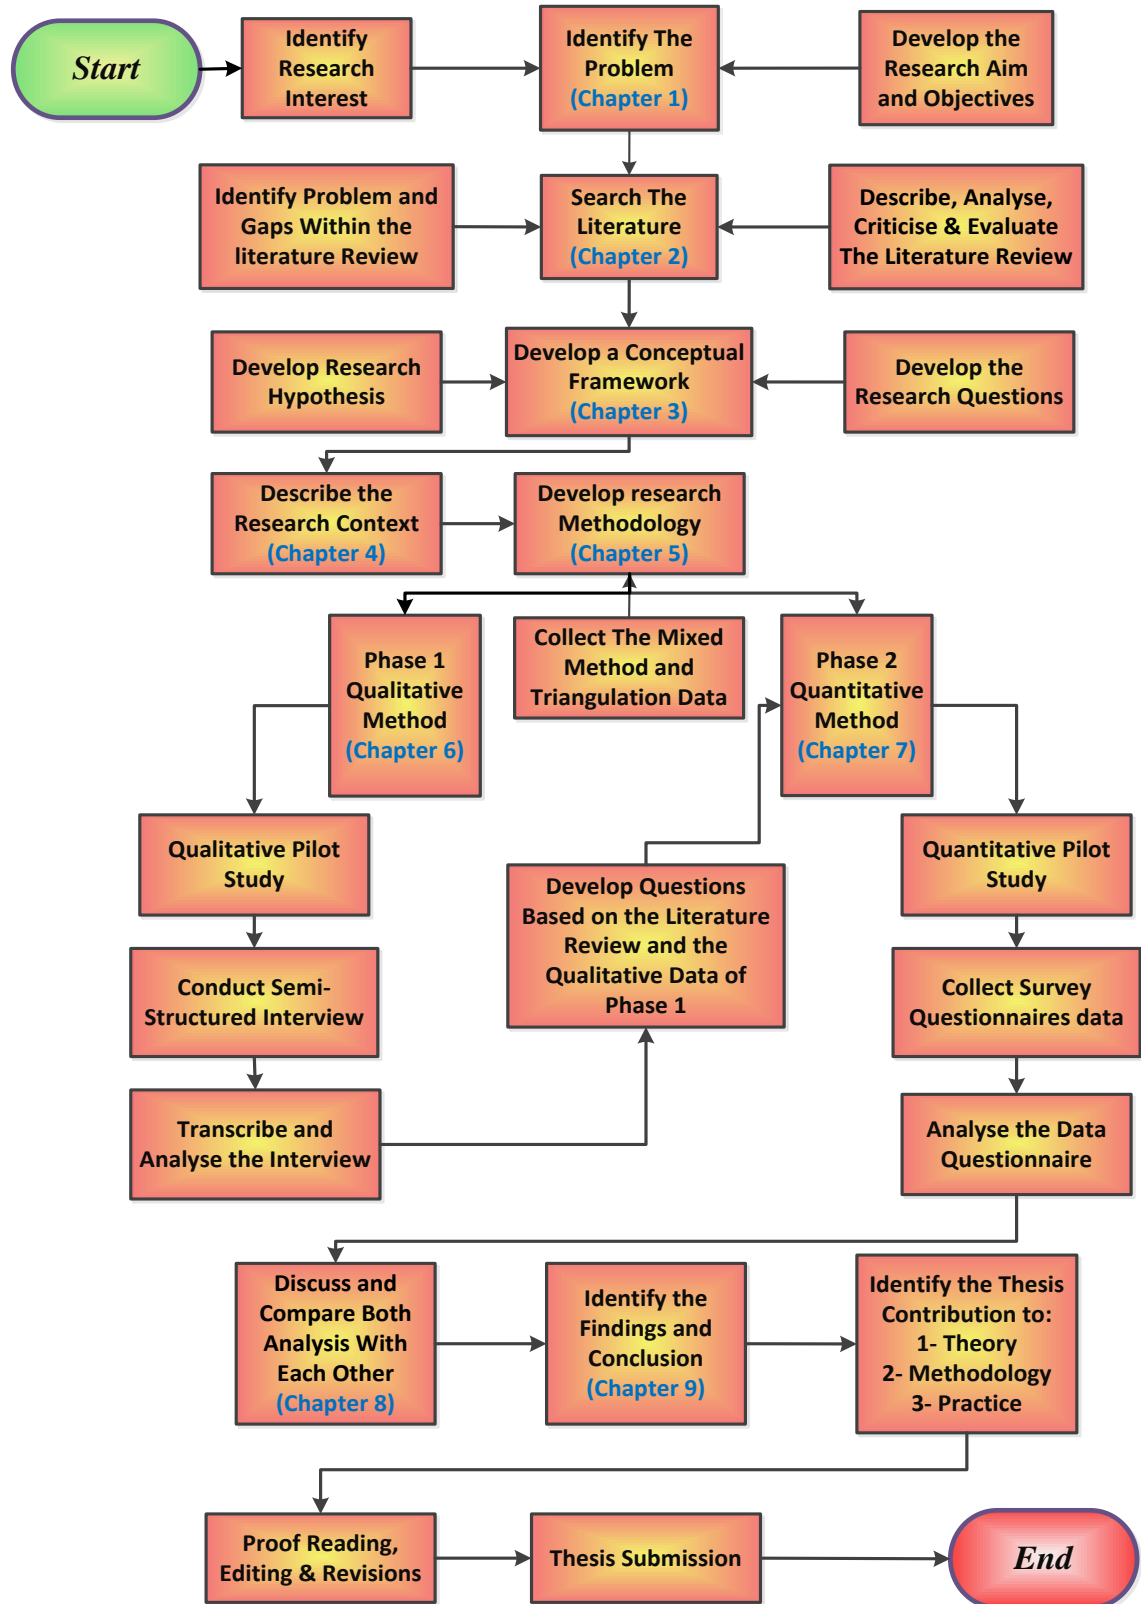 Start
Identify
Research
Interest
Identify The
Problem
(Chapter 1)
Develop the
Research Aim
and Objectives
Identify Problem and
Gaps Within the
literature Review
Search The
Literature
(Chapter 2)
Describe, Analyse,
Criticise & Evaluate
The Literature Review
Develop Research
Hypothesis
Develop a Conceptual
Framework
(Chapter 3)
Develop the
Research Questions
Describe the
Research Context
(Chapter 4)
Develop research
Methodology
(Chapter 5)
Phase 1
Qualitative
Method
(Chapter 6)
Collect The Mixed
Method and
Triangulation Data
Phase 2
Quantitative
Method
(Chapter 7)
Qualitative Pilot
Study
Conduct Semi-
Structured Interview
Transcribe and
Analyse the Interview
Develop Questions
Based on the Literature
Review and the
Qualitative Data of
Phase 1
Quantitative Pilot
Study
Collect Survey
Questionnaires data
Analyse the Data
Questionnaire
Discuss and
Compare Both
Analysis With
Each Other
(Chapter 8)
Identify the
Findings and
Conclusion
(Chapter 9)
Identify the Thesis
Contribution to:
1- Theory
2- Methodology
3- Practice
Proof Reading,
Editing & Revisions
Thesis Submission
End